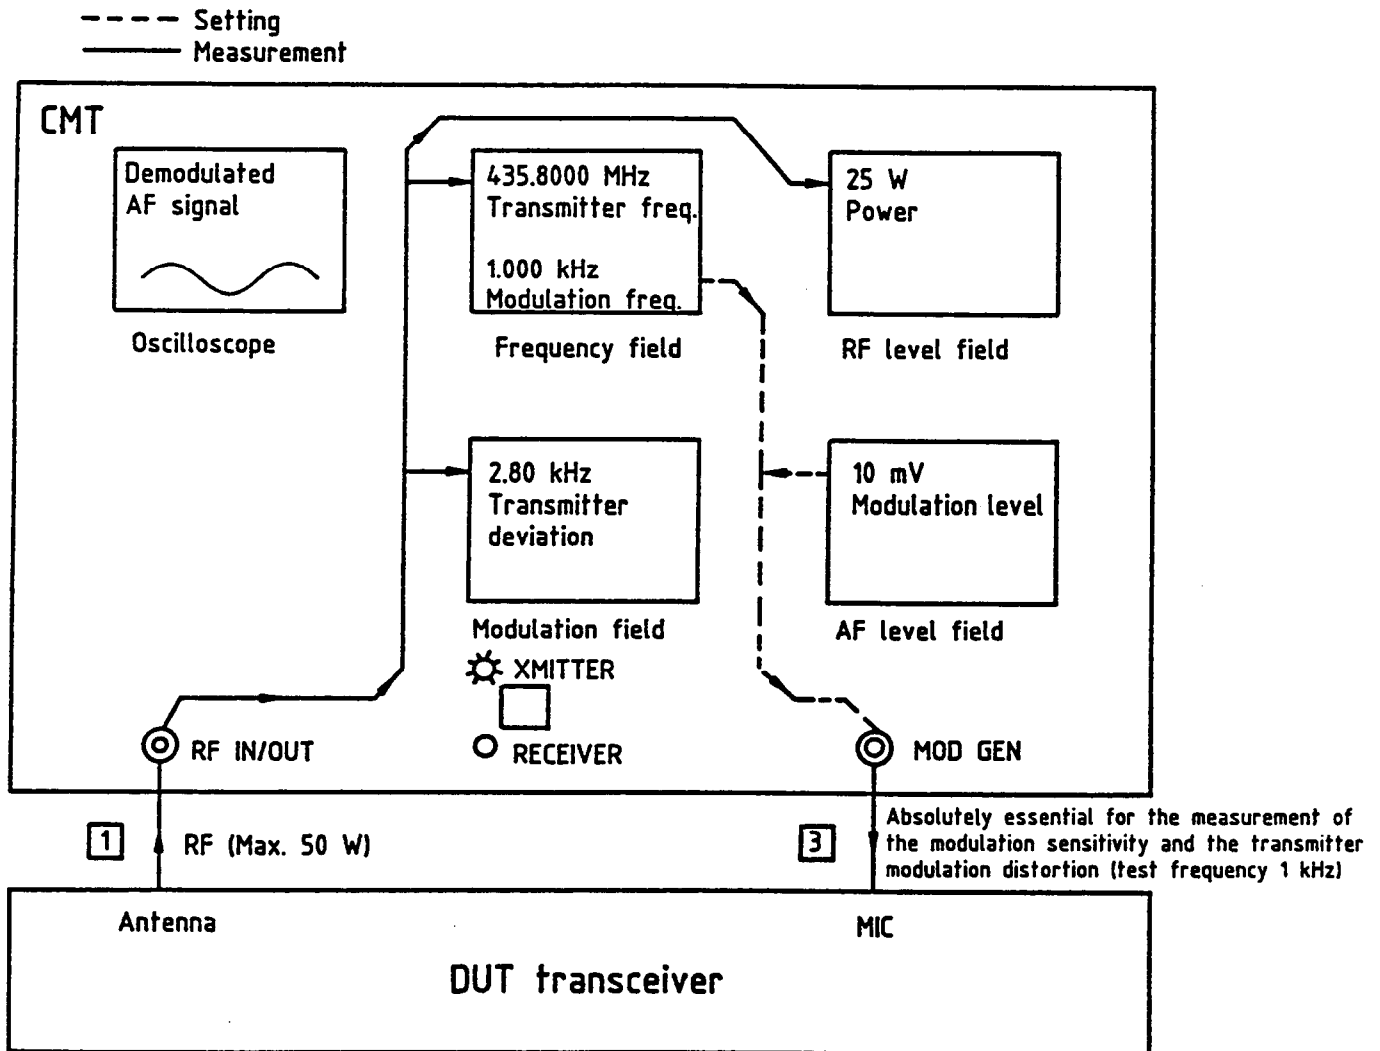 Setting
Measurement
CMT
Demodulated
AF signal
Oscilloscope
435.8000 MHz
Transmitter freq.
1.000 kHz
Modulation freq.
Frequency field
25 W
Power
RF level field
2.80 kHz
Transmitter
deviation
Modulation field
10 mV
Modulation level
AF level field
XMITTER
RECEIVER
RF IN/OUT
MOD GEN
1
RF (Max. 50 W)
3
Absolutely essential for the measurement of
the modulation sensitivity and the transmitter
modulation distortion (test frequency 1 kHz)
Antenna
MIC
DUT transceiver